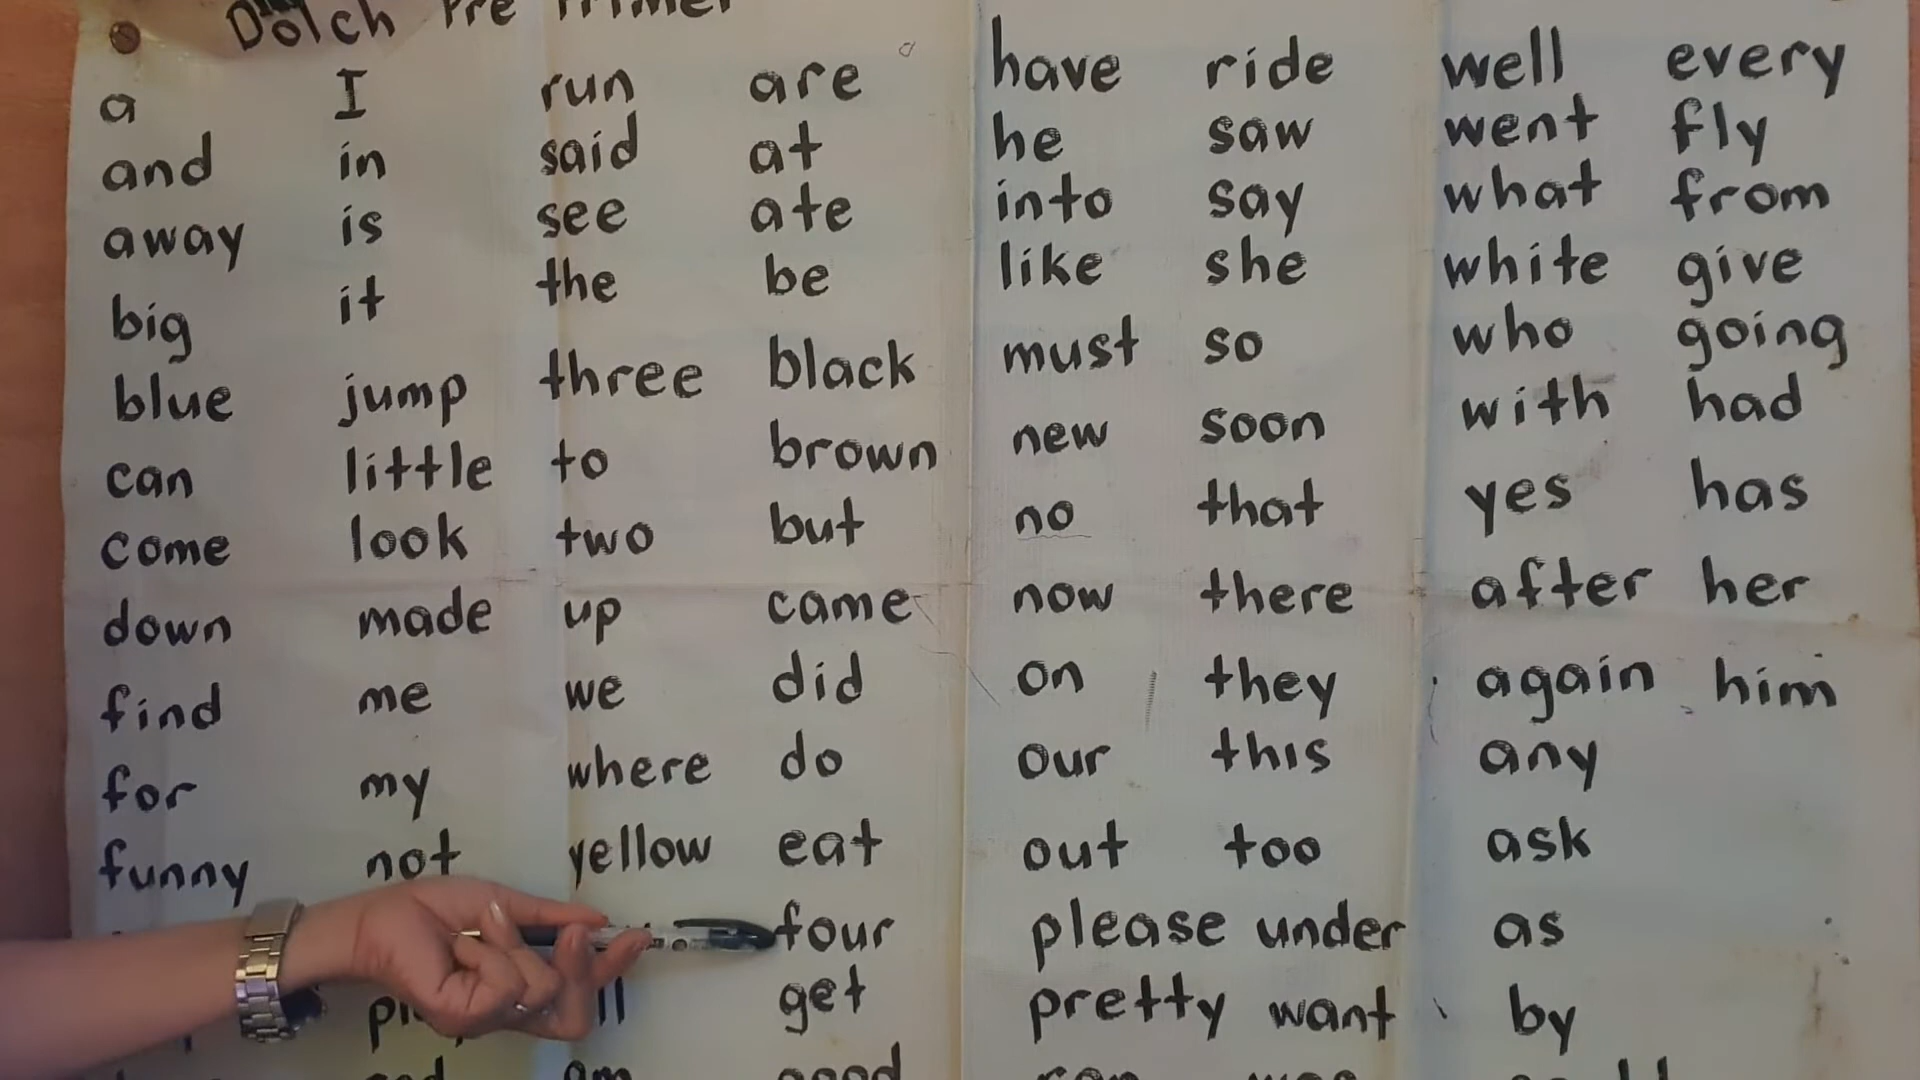 Dolch Pre Primer
a I run are have ride well every
and in said at he saw went fly
away is see ate into say what from
big it the be like she white give
blue jump three black must so who going
can little to brown new soon with had
come look two but no that yes has
down made up came now there after her
find me we did on they again him
for my where do our this any
funny not yellow eat out too ask
four please under as
get pretty want by
am good